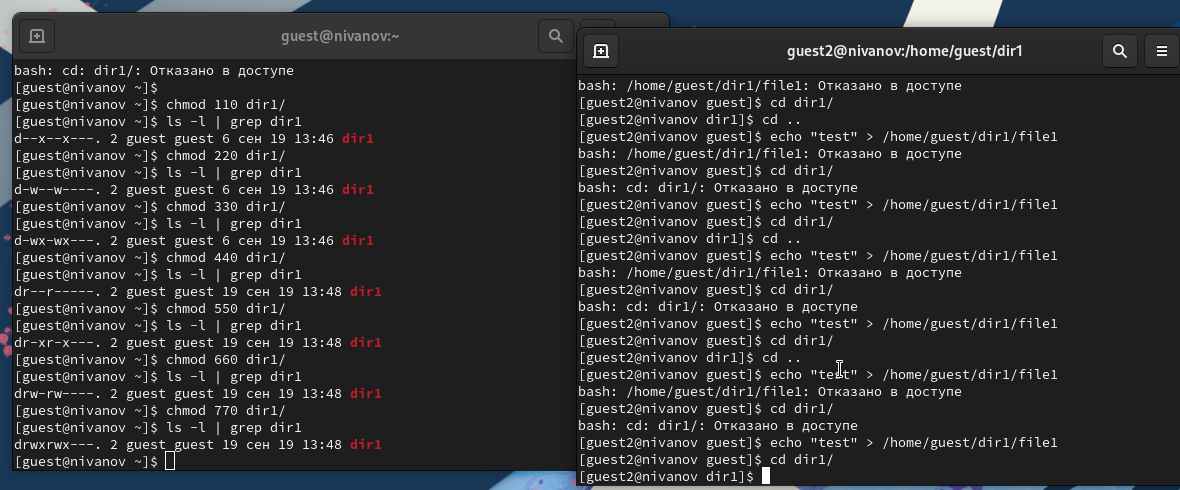 guest@nivanov:~
bash: cd: dir1/: Отказано в доступе
[guest@nivanov ~]$
[guest@nivanov ~]$ chmod 110 dir1/
[guest@nivanov ~]$ ls -l | grep dir1
d--x--x---. 2 guest guest 6 сен 19 13:46 dir1
[guest@nivanov ~]$ chmod 220 dir1/
[guest@nivanov ~]$ ls -l | grep dir1
d-w--w----. 2 guest guest 6 сен 19 13:46 dir1
[guest@nivanov ~]$ chmod 330 dir1/
[guest@nivanov ~]$ ls -l | grep dir1
d-wx-wx---. 2 guest guest 6 сен 19 13:46 dir1
[guest@nivanov ~]$ chmod 440 dir1/
[guest@nivanov ~]$ ls -l | grep dir1
dr--r-----. 2 guest guest 19 сен 19 13:48 dir1
[guest@nivanov ~]$ chmod 550 dir1/
[guest@nivanov ~]$ ls -l | grep dir1
dr-xr-x---. 2 guest guest 19 сен 19 13:48 dir1
[guest@nivanov ~]$ chmod 660 dir1/
[guest@nivanov ~]$ ls -l | grep dir1
drw-rw----. 2 guest guest 19 сен 19 13:48 dir1
[guest@nivanov ~]$ chmod 770 dir1/
[guest@nivanov ~]$ ls -l | grep dir1
drwxrwx---. 2 guest guest 19 сен 19 13:48 dir1
[guest@nivanov ~]$
guest2@nivanov:/home/guest/dir1
bash: /home/guest/dir1/file1: Отказано в доступе
[guest2@nivanov guest]$ cd dir1/
[guest2@nivanov dir1]$ cd ..
[guest2@nivanov guest]$ echo "test" > /home/guest/dir1/file1
bash: /home/guest/dir1/file1: Отказано в доступе
[guest2@nivanov guest]$ cd dir1/
bash: cd: dir1/: Отказано в доступе
[guest2@nivanov guest]$ echo "test" > /home/guest/dir1/file1
[guest2@nivanov guest]$ cd dir1/
[guest2@nivanov dir1]$ cd ..
[guest2@nivanov guest]$ echo "test" > /home/guest/dir1/file1
bash: /home/guest/dir1/file1: Отказано в доступе
[guest2@nivanov guest]$ cd dir1/
bash: cd: dir1/: Отказано в доступе
[guest2@nivanov guest]$ echo "test" > /home/guest/dir1/file1
[guest2@nivanov guest]$ cd dir1/
[guest2@nivanov dir1]$ cd ..
[guest2@nivanov guest]$ echo "test" > /home/guest/dir1/file1
bash: /home/guest/dir1/file1: Отказано в доступе
[guest2@nivanov guest]$ cd dir1/
bash: cd: dir1/: Отказано в доступе
[guest2@nivanov guest]$ echo "test" > /home/guest/dir1/file1
[guest2@nivanov guest]$ cd dir1/
[guest2@nivanov dir1]$